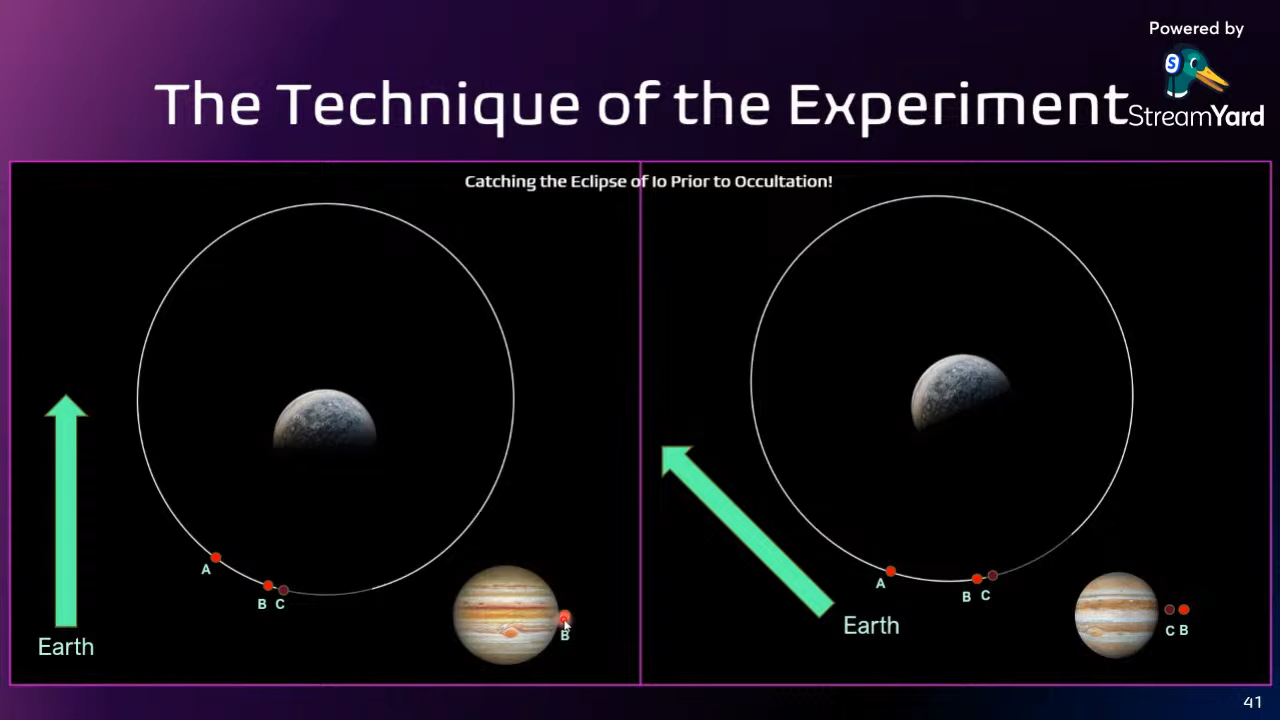 Powered by
S
StreamYard
The Technique of the Experiment
Catching the Eclipse of Io Prior to Occultation!
A
B C
Earth
B
A
B C
Earth
C B
41